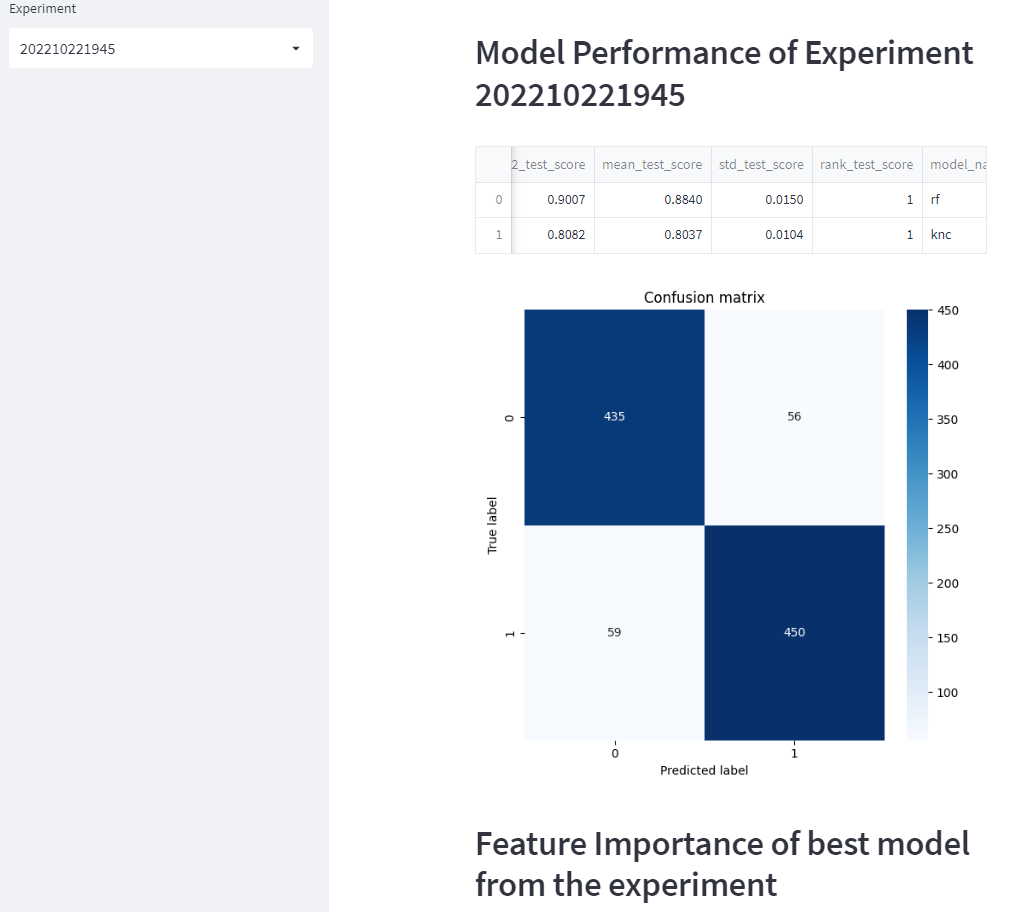 Experiment
202210221945
Model Performance of Experiment
202210221945
2_test_score mean_test_score std_test_score rank_test_score model_na
0 0.9007 0.8840 0.0150 1 rf
1 0.8082 0.8037 0.0104 1 knc
Confusion matrix
450
400
350
300
250
200
150
100
0 435 56
True label
1 59 450
0 1
Predicted label
Feature Importance of best model
from the experiment